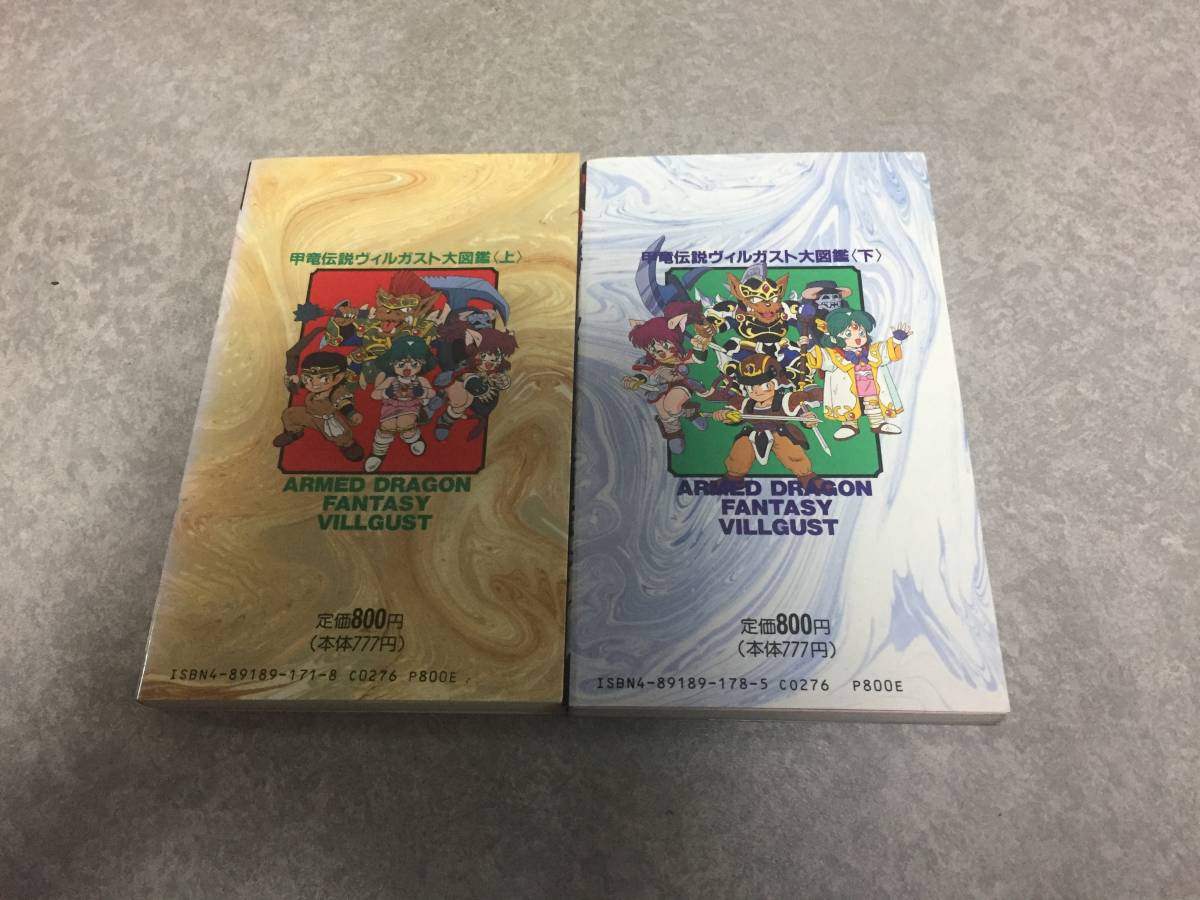 甲竜伝説ヴィルガスト大図鑑〈上〉
ARMED DRAGON
FANTASY
VILLGUST
定価800円
(本体777円)
ISBN4-89189-171-8 C0276 P800E
甲竜伝説ヴィルガスト大図鑑〈下〉
ARMED DRAGON
FANTASY
VILLGUST
定価800円
(本体777円)
ISBN4-89189-178-5 C0276 P800E